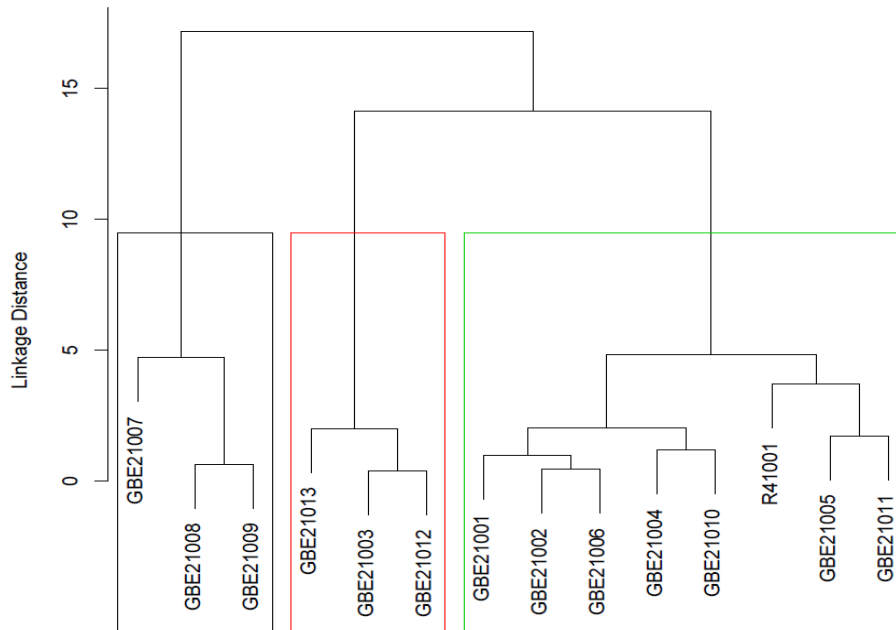 15
10
5
0
Linkage Distance
GBE21007
GBE21008
GBE21009
GBE21013
GBE21003
GBE21012
GBE21001
GBE21002
GBE21006
GBE21004
GBE21010
R41001
GBE21005
GBE21011